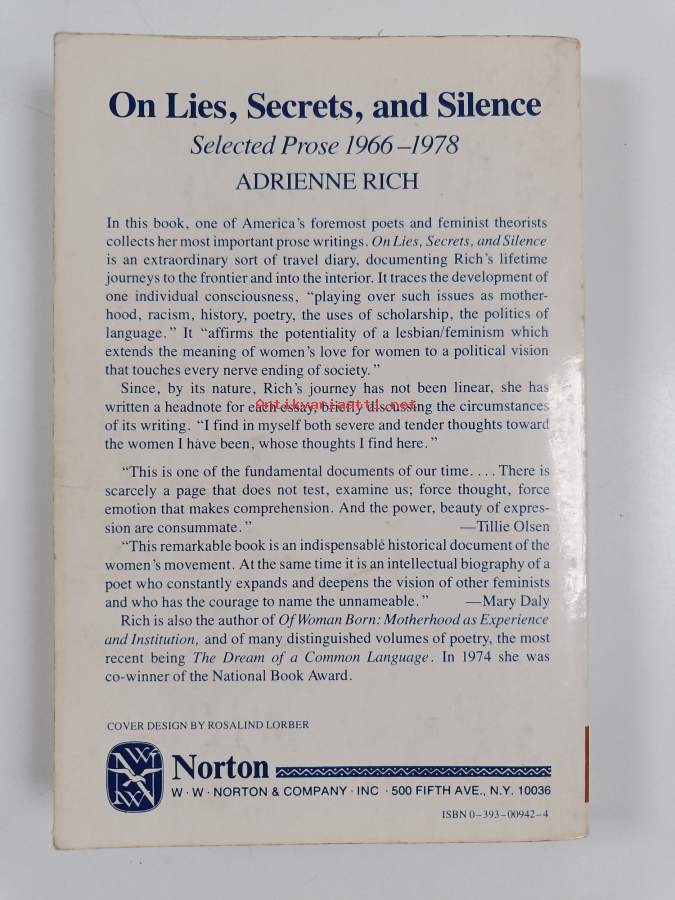 On Lies, Secrets, and Silence
Selected Prose 1966–1978
ADRIENNE RICH
In this book, one of America's foremost poets and feminist theorists
collects her most important prose writings. On Lies, Secrets, and Silence
is an extraordinary sort of travel diary, documenting Rich's lifetime
journeys to the frontier and into the interior. It traces the development of
one individual consciousness, "playing over such issues as mother-
hood, racism, history, poetry, the uses of scholarship, the politics of
language." It "affirms the potentiality of a lesbian/feminism which
extends the meaning of women's love for women to a political vision
that touches every nerve ending of society."
Since, by its nature, Rich's journey has not been linear, she has
written a headnote for each essay, briefly discussing the circumstances
Antikvariaatti.net
of its writing. "I find in myself both severe and tender thoughts toward
the women I have been, whose thoughts I find here."
"This is one of the fundamental documents of our time. . . . There is
scarcely a page that does not test, examine us; force thought, force
emotion that makes comprehension. And the power, beauty of expres-
sion are consummate." —Tillie Olsen
"This remarkable book is an indispensable historical document of the
women's movement. At the same time it is an intellectual biography of a
poet who constantly expands and deepens the vision of other feminists
and who has the courage to name the unnameable." —Mary Daly
Rich is also the author of Of Woman Born: Motherhood as Experience
and Institution, and of many distinguished volumes of poetry, the most
recent being The Dream of a Common Language. In 1974 she was
co-winner of the National Book Award.
COVER DESIGN BY ROSALIND LORBER
Norton
W · W · NORTON & COMPANY · INC · 500 FIFTH AVE., N.Y. 10036
ISBN 0–393–00942–4